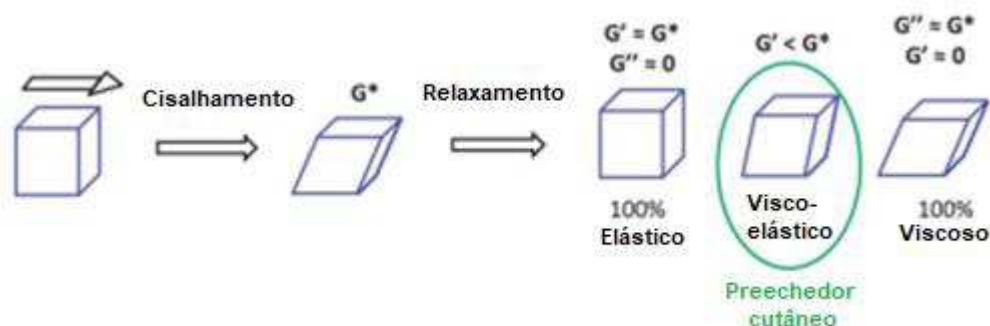 Cisalhamento
G*
Relaxamento
G' = G*
G'' = 0
100%
Elástico
G' < G*
Visco-
elástico
Preechedor
cutâneo
G'' = G*
G' = 0
100%
Viscoso